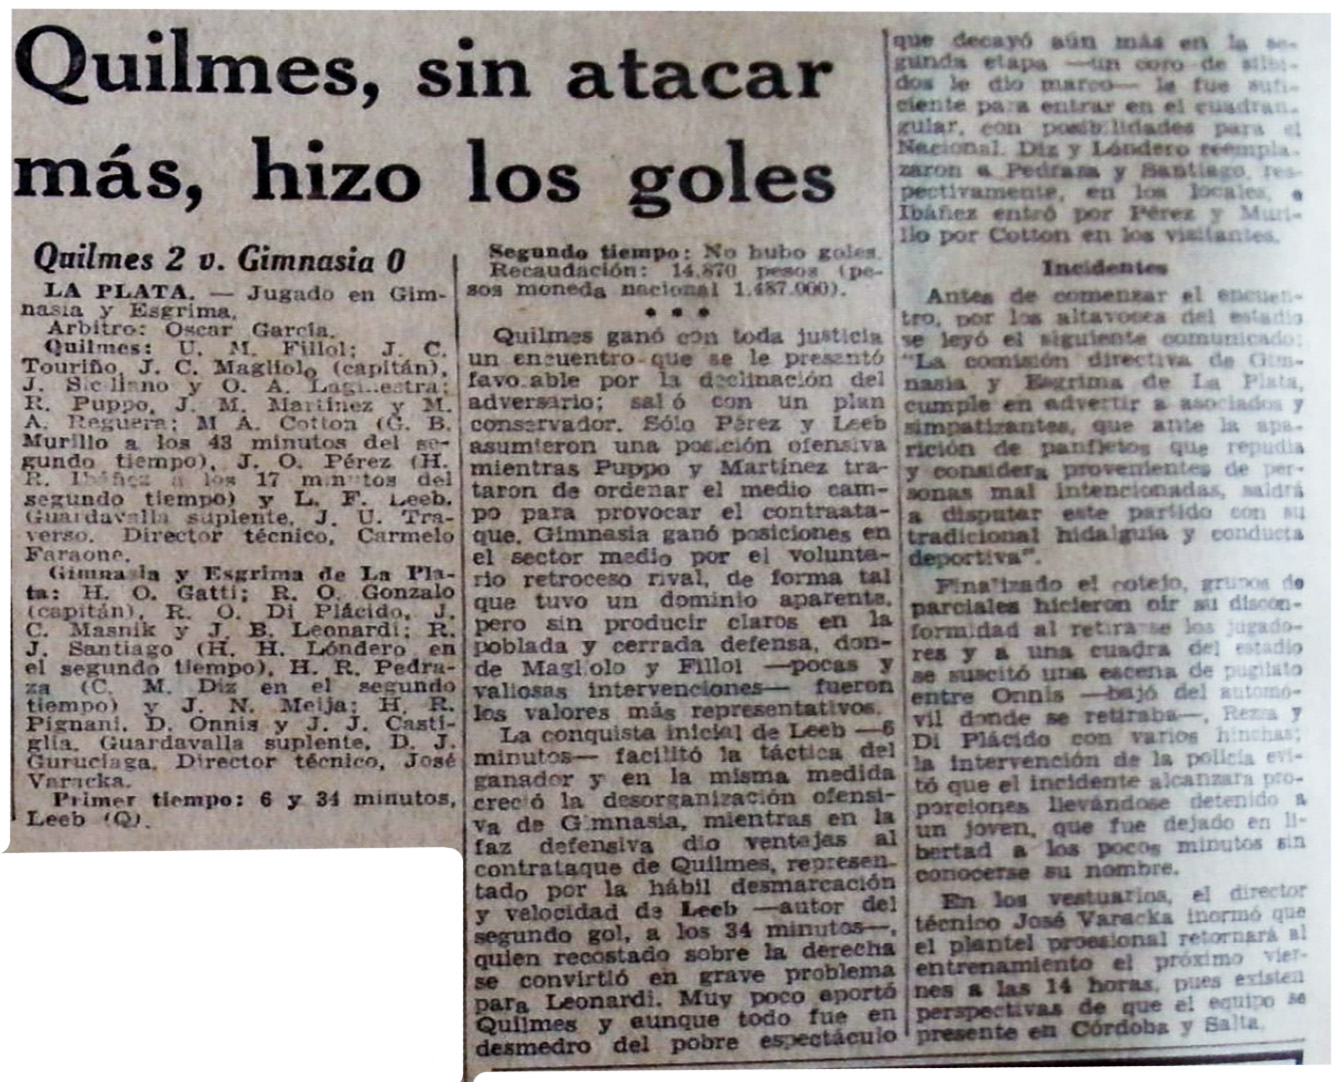 Quilmes, sin atacar
más, hizo los goles
Quilmes 2 v. Gimnasia 0
LA PLATA. — Jugado en Gim-
nasia y Esgrima.
Arbitro: Oscar García.
Quilmes: U. M. Fillol; J. C.
Touriño, J. C. Magliolo (capitán),
J. Siciliano y O. A.
R. Puppo, J. M. Martínez y M.
A. Reguera; M A Cotton (G. B.
Murillo a los 43 minutos del se-
gundo tiempo), J. O. Pérez (H.
R. Ibáñez a los 17 minutos del
segundo tiempo) y L. F. Leeb.
Guardavalla suplente, J. U. Tra-
verso. Director técnico, Carmelo
Faraone.
Gimnasia y Esgrima de La Pla-
ta: H. O. Gatti; R. O. Gonzalo
(capitán), R. O. Di Plácido, J.
C. Masnik y J. B. Leonardi; R.
J. Santiago (H. H. Lóndero en
el segundo tiempo), H. R. Pedra-
za (C. M. Diz en el segundo
tiempo) y J. N. Meija; H. R.
Pignani, D. Onnis y J. J. Casti-
glia. Guardavalla suplente, D. J.
Guruciaga. Director técnico, José
Varacka.
Primer tiempo: 6 y 34 minutos,
Leeb (Q).
Segundo tiempo: No hubo goles.
Recaudación: 14.870 pesos (pe-
sos moneda nacional 1.487.000).
• • •
Quilmes ganó con toda justicia
un encuentro que se le presentó
favorable por la declinación del
adversario; salió con un plan
conservador. Sólo Pérez y Leeb
asumieron una posición ofensiva
mientras Puppo y Martínez tra-
taron de ordenar el medio cam-
po para provocar el contraata-
que. Gimnasia ganó posiciones en
el sector medio por el volunta-
rio retroceso rival, de forma tal
que tuvo un dominio aparente,
pero sin producir claros en la
poblada y cerrada defensa, don-
de Magliolo y Fillol —pocas y
valiosas intervenciones— fueron
los valores más representativos.
La conquista inicial de Leeb —6
minutos— facilitó la táctica del
ganador y en la misma medida
creció la desorganización ofensi-
va de Gimnasia, mientras en la
faz defensiva dio ventajas al
contrataque de Quilmes, represen-
tado por la hábil desmarcación
y velocidad de Leeb —autor del
segundo gol, a los 34 minutos—,
quien recostado sobre la derecha
se convirtió en grave problema
para Leonardi. Muy poco aportó
Quilmes y aunque todo fue en
desmedro del pobre espectáculo
que decayó aún más en la se-
gunda etapa —un coro de silbi-
dos le dio marco— le fue sufi-
ciente para entrar en el cuadran-
gular, con posibilidades para el
Nacional. Diz y Lóndero reempla-
zaron a Pedraza y Santiago, res-
pectivamente, en los locales, e
Ibáñez entró por Pérez y Muri-
llo por Cotton en los visitantes.
Incidentes
Antes de comenzar el encuen-
tro, por los altavoces del estadio
se leyó el siguiente comunicado:
"La comisión directiva de Gim-
nasia y Esgrima de La Plata,
cumple en advertir a asociados y
simpatizantes, que ante la apa-
rición de panfletos que repudia
y considera provenientes de per-
sonas mal intencionadas, saldrá
a disputar este partido con su
tradicional hidalguía y conducta
deportiva".
Finalizado el cotejo, grupos de
parciales hicieron oir su discon-
formidad al retirarse los jugado-
res y a una cuadra del estadio
se suscitó una escena de pugilato
entre Onnis —bajó del automó-
vil donde se retiraba—, Rezza y
Di Plácido con varios hinchas;
la intervención de la policía evi-
tó que el incidente alcanzara pro-
porciones llevándose detenido a
un joven, que fue dejado en li-
bertad a los pocos minutos sin
conocerse su nombre.
En los vestuarios, el director
técnico José Varacka inormó que
el plantel proesional retornará al
entrenamiento el próximo vier-
nes a las 14 horas, pues existen
perspectivas de que el equipo se
presente en Córdoba y Salta.